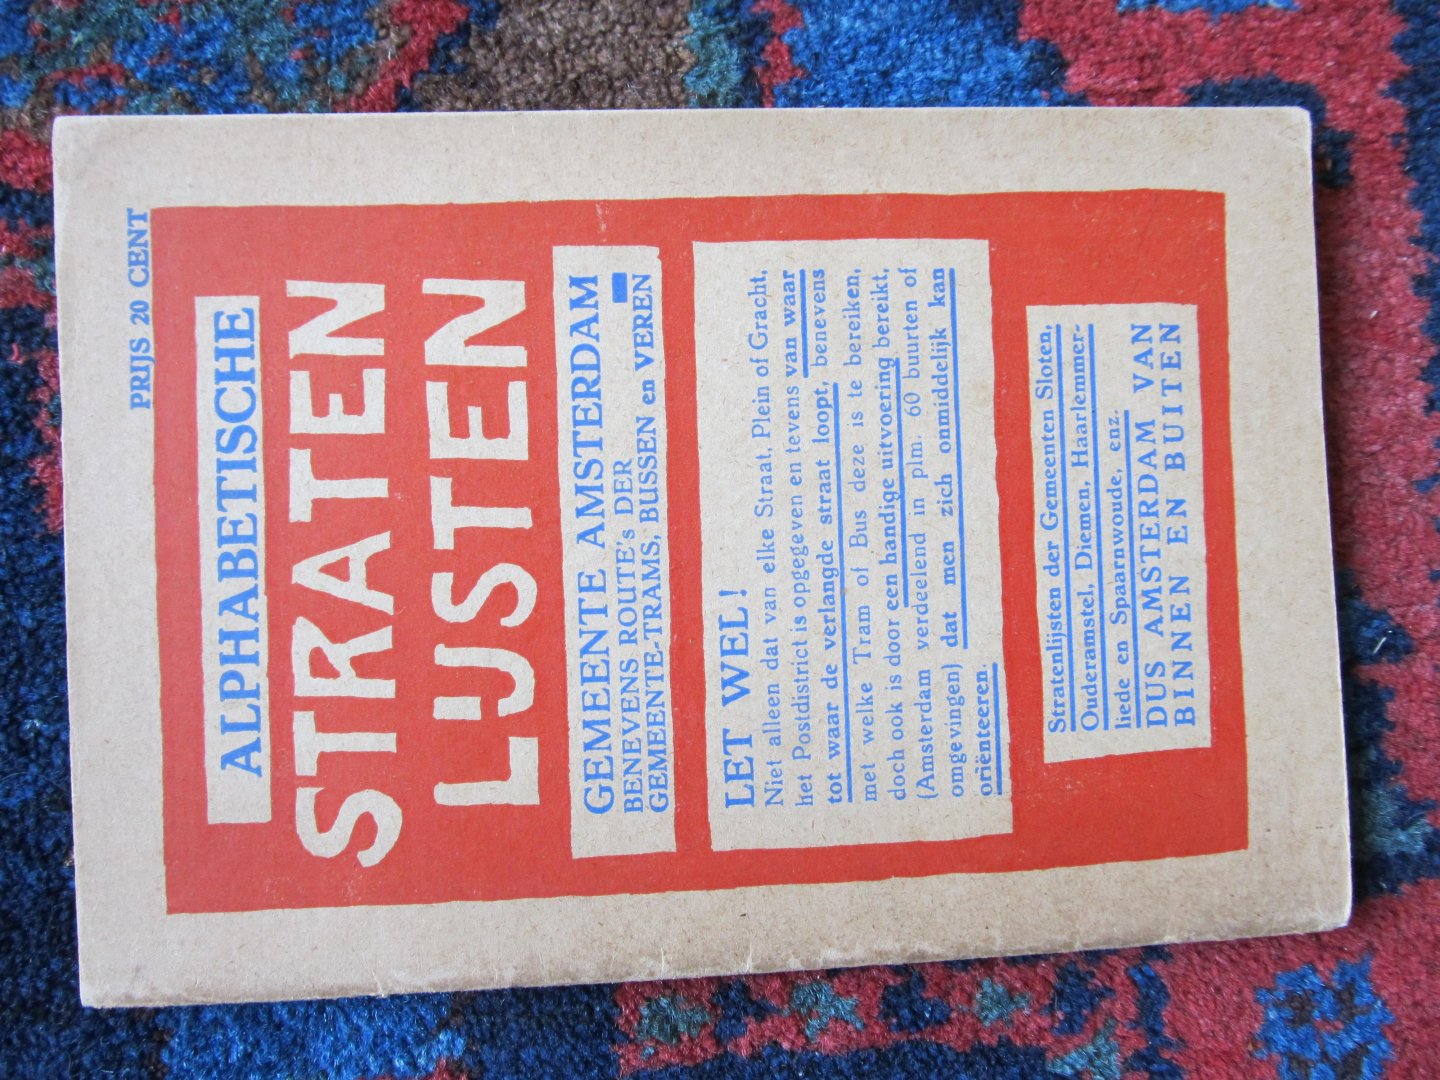 PRIJS 20 CENT
ALPHABETISCHE
STRATEN
LIJSTEN
GEMEENTE AMSTERDAM
BENEVENS ROUTE's DER
GEMEENTE-TRAMS, BUSSEN en VEREN
LET WEL!
Niet alleen dat van elke Straat, Plein of Gracht,
het Postdistrict is opgegeven en tevens van waar
tot waar de verlangde straat loopt, benevens
met welke Tram of Bus deze is te bereiken,
doch ook is door een handige uitvoering bereikt,
(Amsterdam verdeelend in plm. 60 buurten of
omgevingen) dat men zich onmiddelijk kan
oriënteeren.
Stratenlijsten der Gemeenten Sloten,
Ouderamstel, Diemen, Haarlemmer-
liede en Spaarnwoude, enz.
DUS AMSTERDAM VAN
BINNEN EN BUITEN